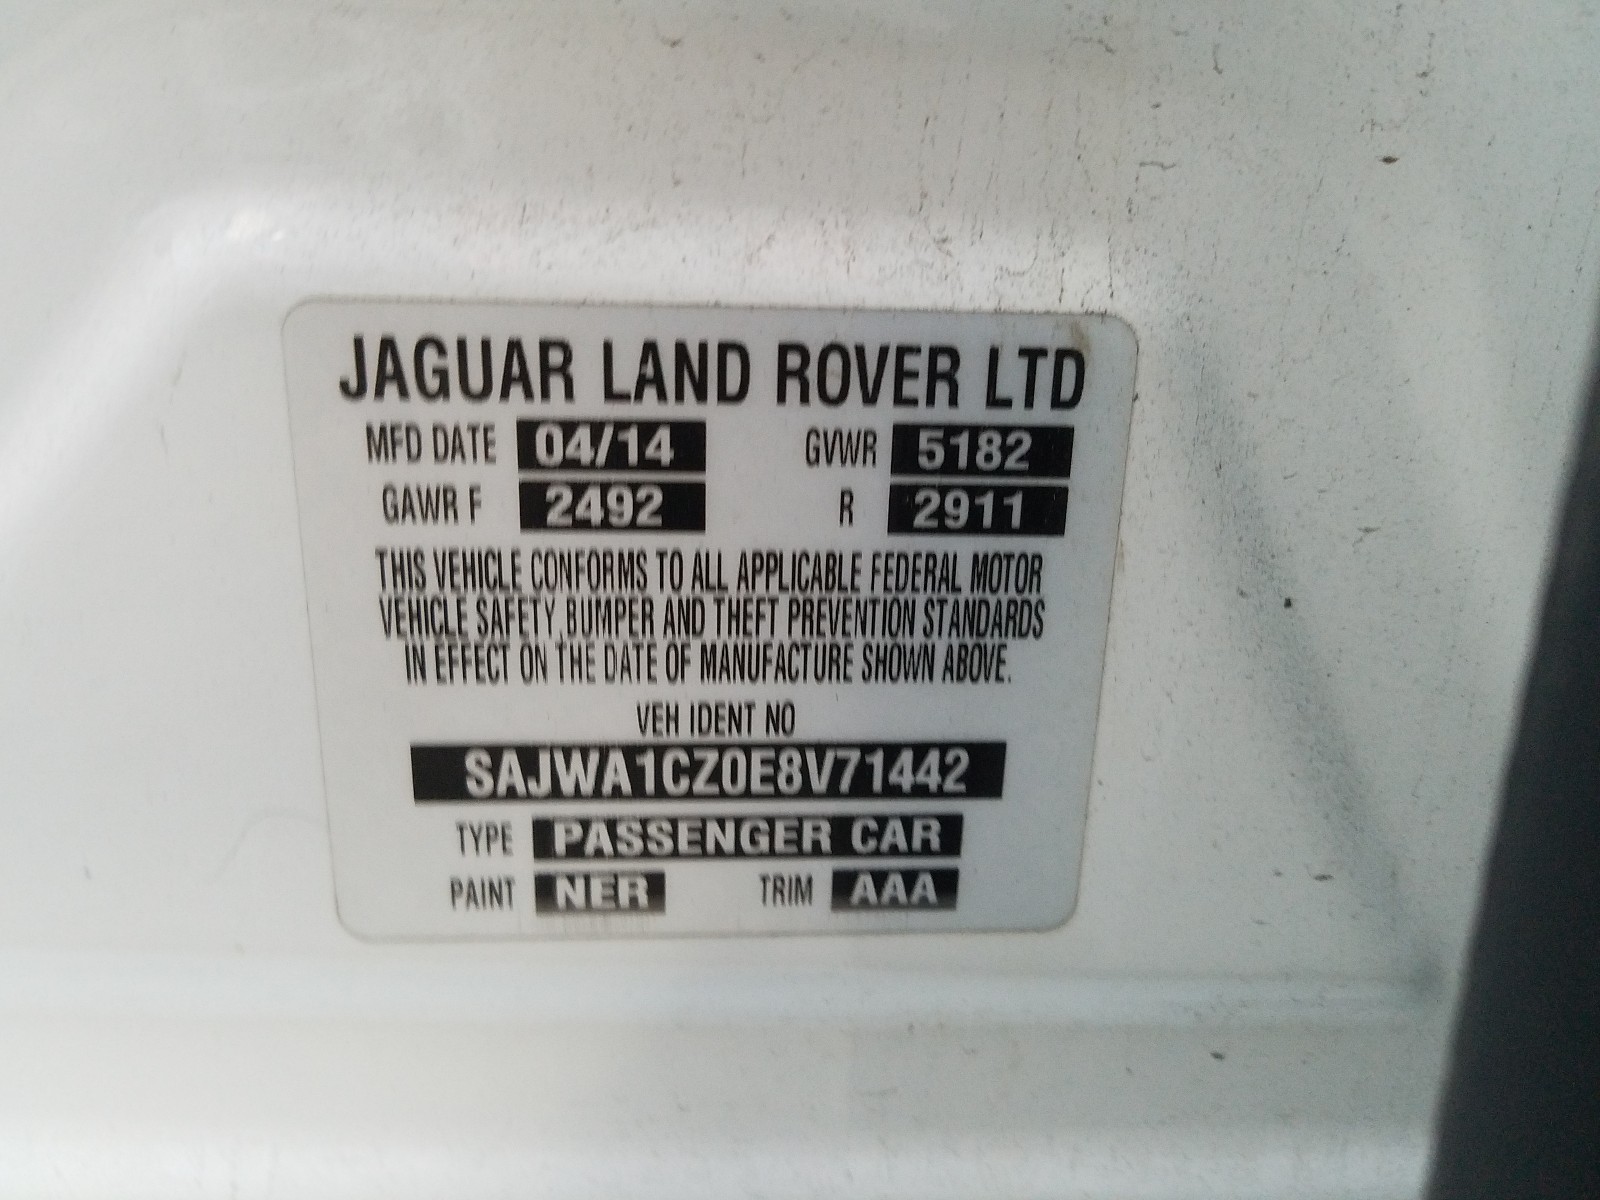 JAGUAR LAND ROVER LTD
MFD DATE 04/14 GVWR 5182
GAWR F 2492 R 2911
THIS VEHICLE CONFORMS TO ALL APPLICABLE FEDERAL MOTOR
VEHICLE SAFETY, BUMPER AND THEFT PREVENTION STANDARDS
IN EFFECT ON THE DATE OF MANUFACTURE SHOWN ABOVE.
VEH IDENT NO
SAJWA1CZ0E8V71442
TYPE PASSENGER CAR
PAINT NER TRIM AAA